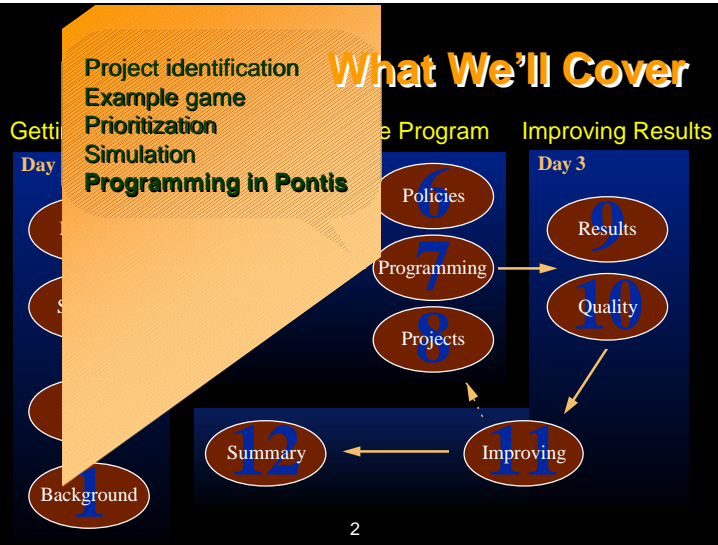 What We'll Cover
Project identification
Example game
Prioritization
Simulation
Programming in Pontis
Getti
e Program
Improving Results
Day
Day 3
6
Policies
7
Programming
8
Projects
9
Results
10
Quality
11
Improving
12
Summary
1
Background
2